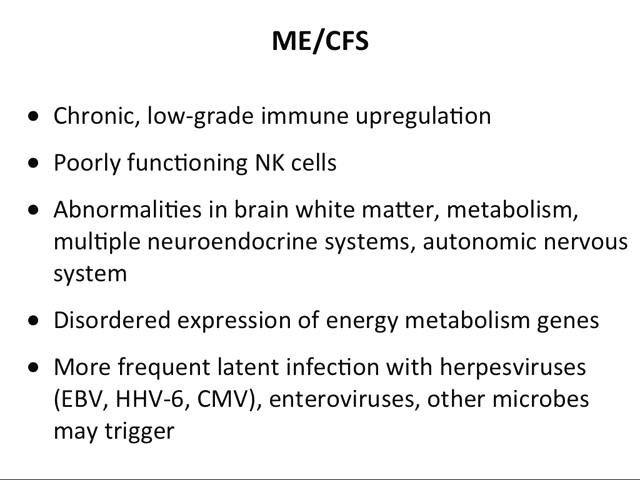 ME/CFS
• Chronic, low-grade immune upregulation
• Poorly functioning NK cells
• Abnormalities in brain white matter, metabolism,
multiple neuroendocrine systems, autonomic nervous
system
• Disordered expression of energy metabolism genes
• More frequent latent infection with herpesviruses
(EBV, HHV-6, CMV), enteroviruses, other microbes
may trigger